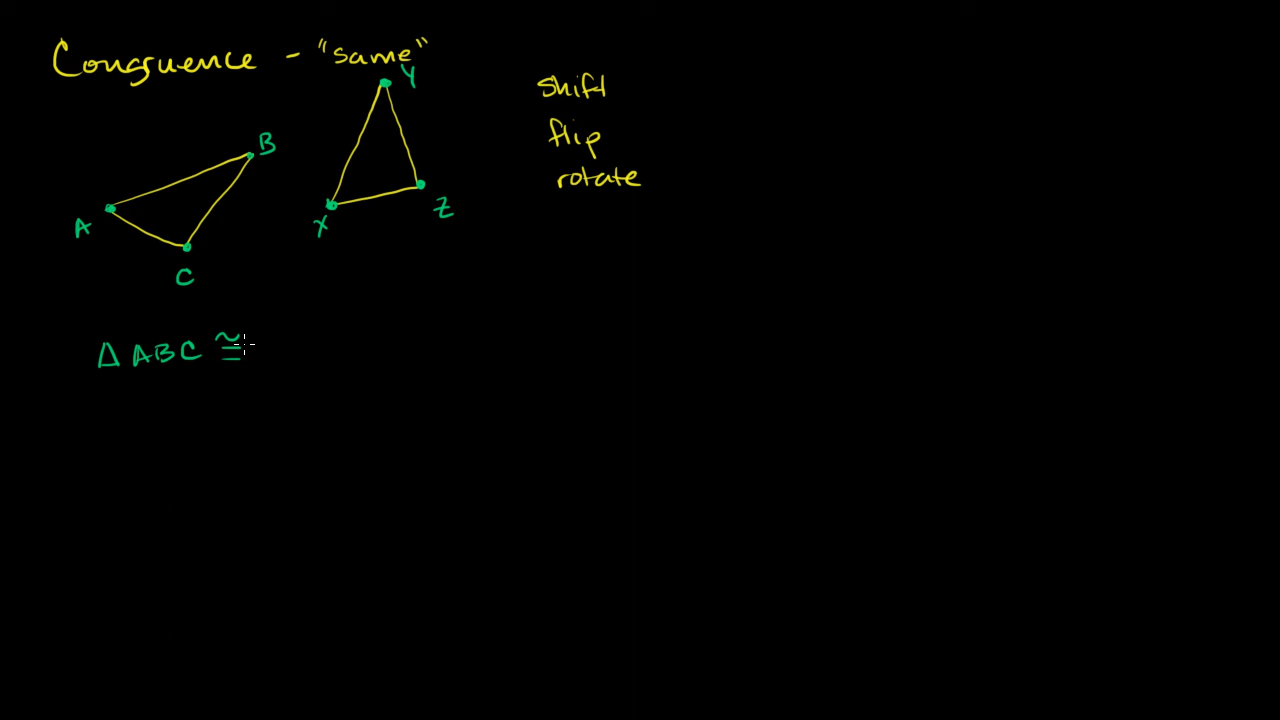 Congruence - "same"
shift
flip
rotate
Y
B
A
X
Z
C
Δ ABC ≅